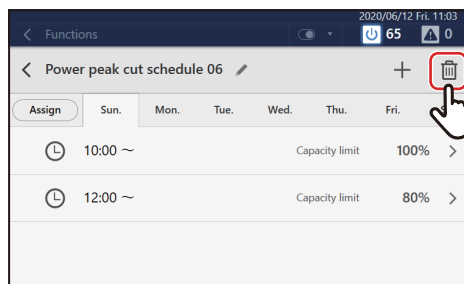 2020/06/12 Fri. 11:03
Functions 65 0
Power peak cut schedule 06
Assign Sun. Mon. Tue. Wed. Thu. Fri.
10:00 ～ Capacity limit 100%
12:00 ～ Capacity limit 80%